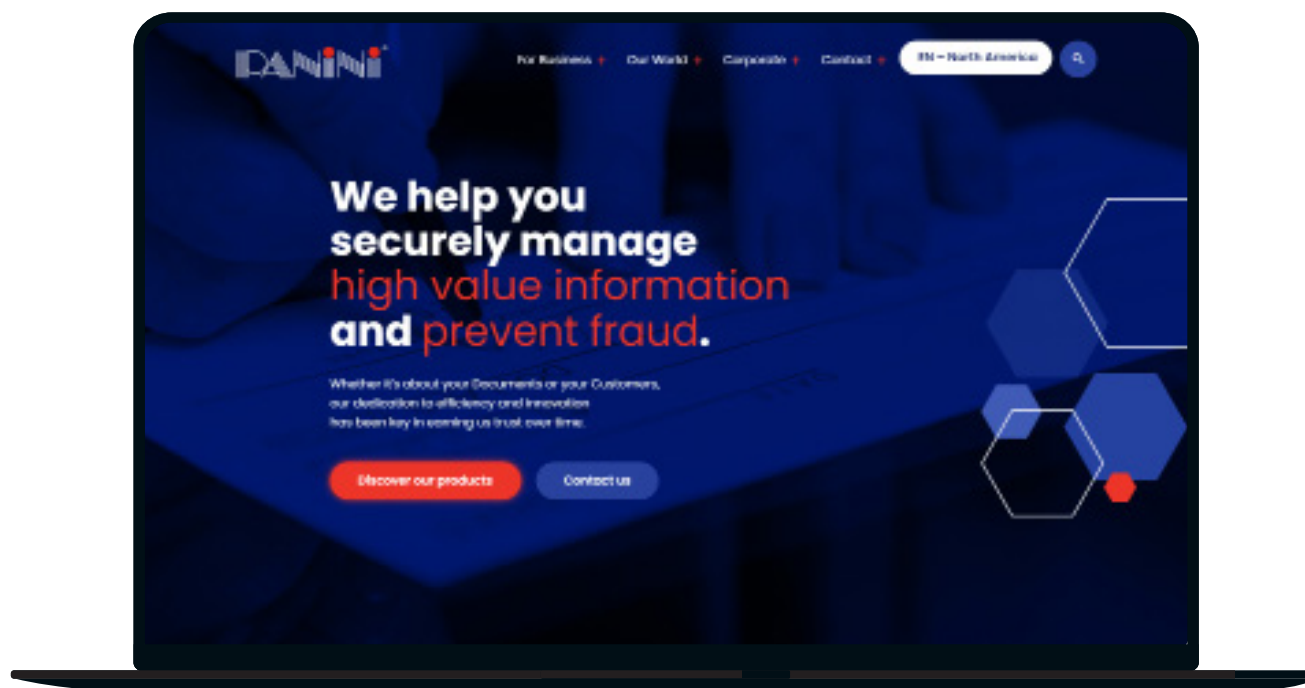 PANINI
For Business + Our World + Corporate + Contact + EN – North America
We help you
securely manage
high value information
and prevent fraud.
Whether it's about your Documents or your Customers,
our dedication to efficiency and innovation
has been key in earning us trust over time.
Discover our products Contact us